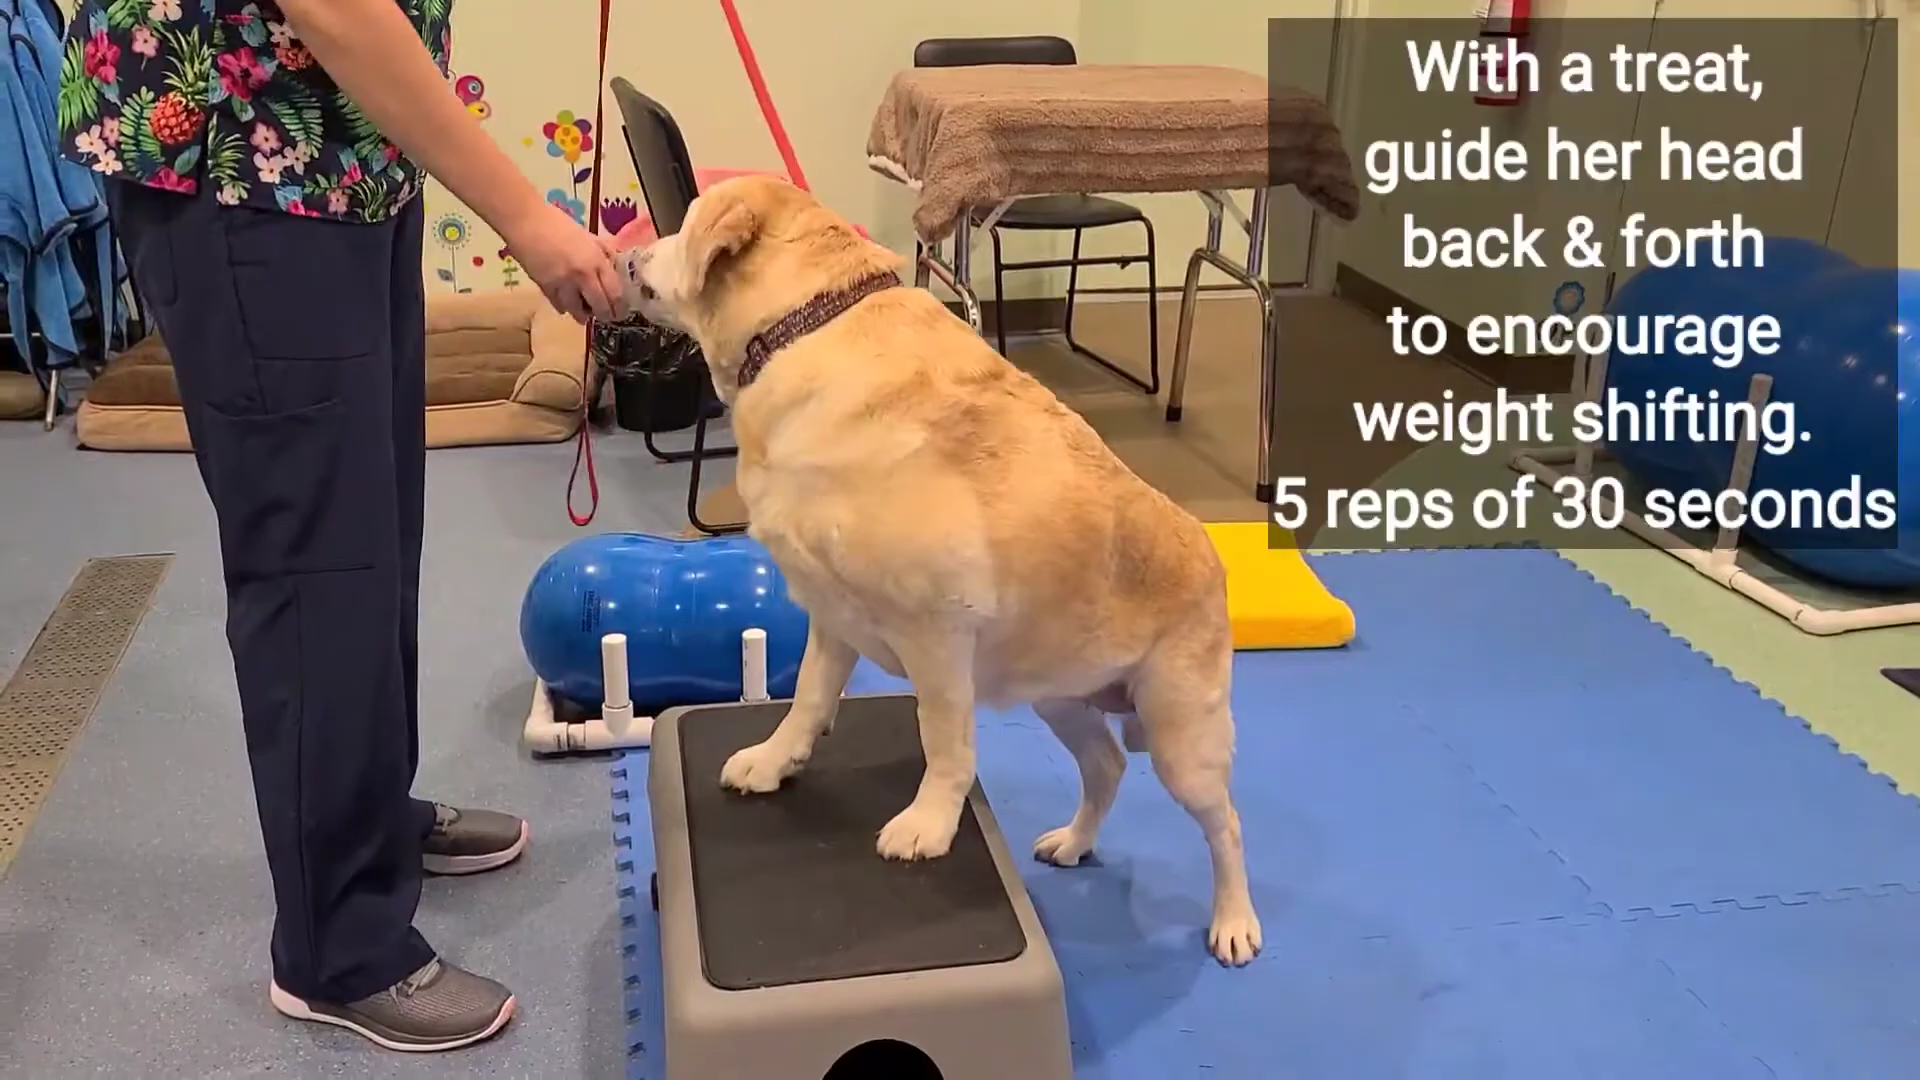 With a treat,
guide her head
back & forth
to encourage
weight shifting.
5 reps of 30 seconds